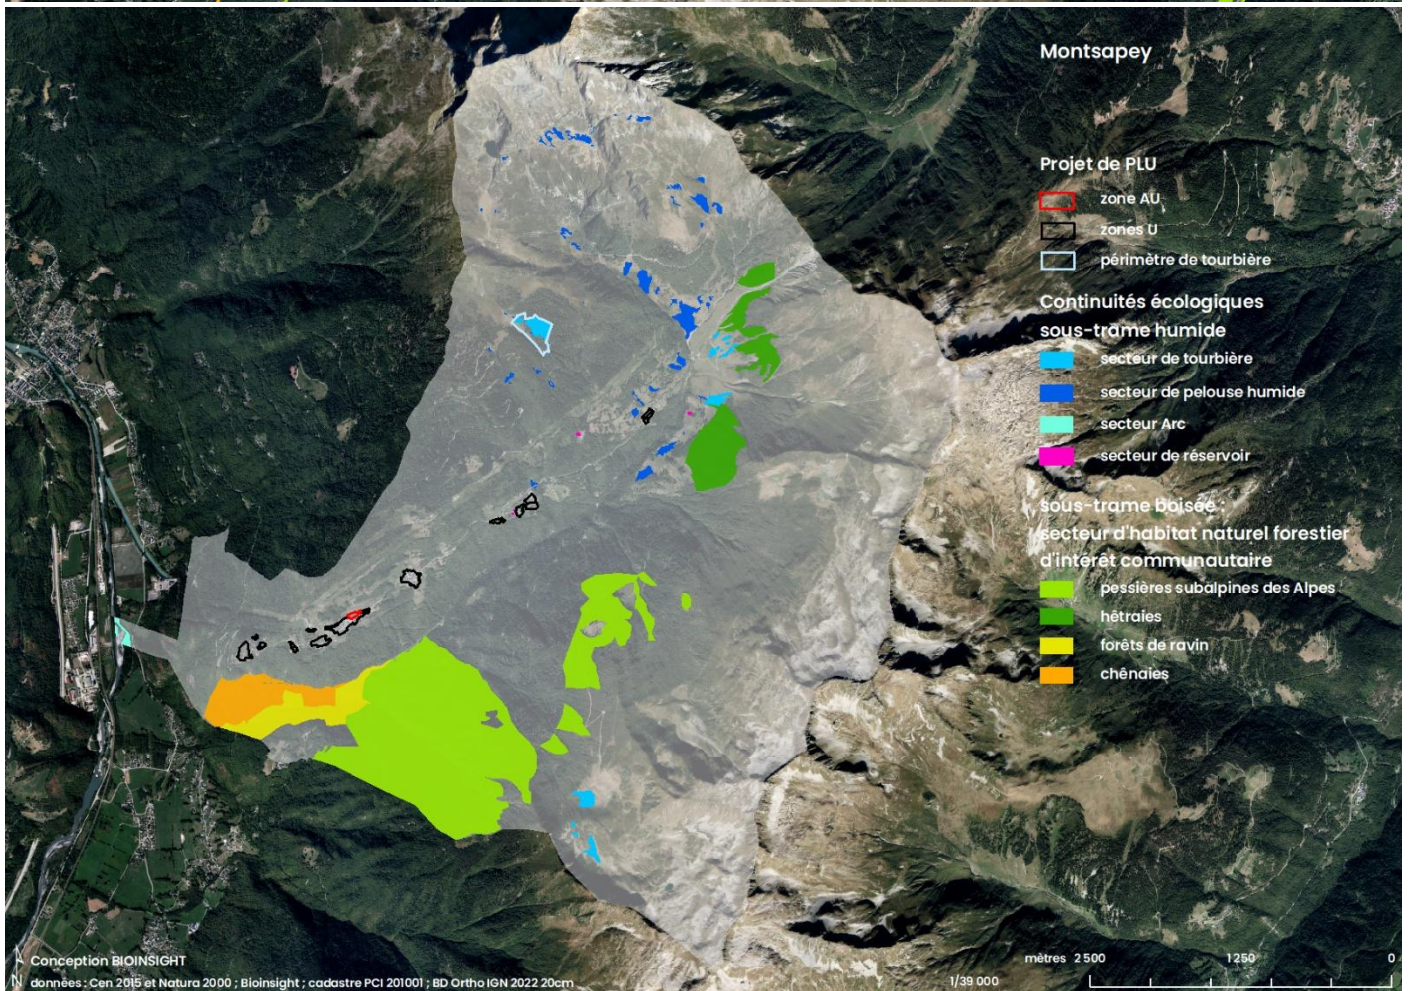 Montsapey
Projet de PLU
zone AU
zones U
périmètre de tourbière
Continuités écologiques
sous-trame humide
secteur de tourbière
secteur de pelouse humide
secteur Arc
secteur de réservoir
sous-trame boisée :
secteur d'habitat naturel forestier
d'intérêt communautaire
pessières subalpines des Alpes
hêtraies
forêts de ravin
chênaies
Conception BIOINSIGHT
mètres 2 500 1250 0
N données : Cen 2015 et Natura 2000 ; Bioinsight ; cadastre PCI 201001 ; BD Ortho IGN 2022 20cm
1/39 000